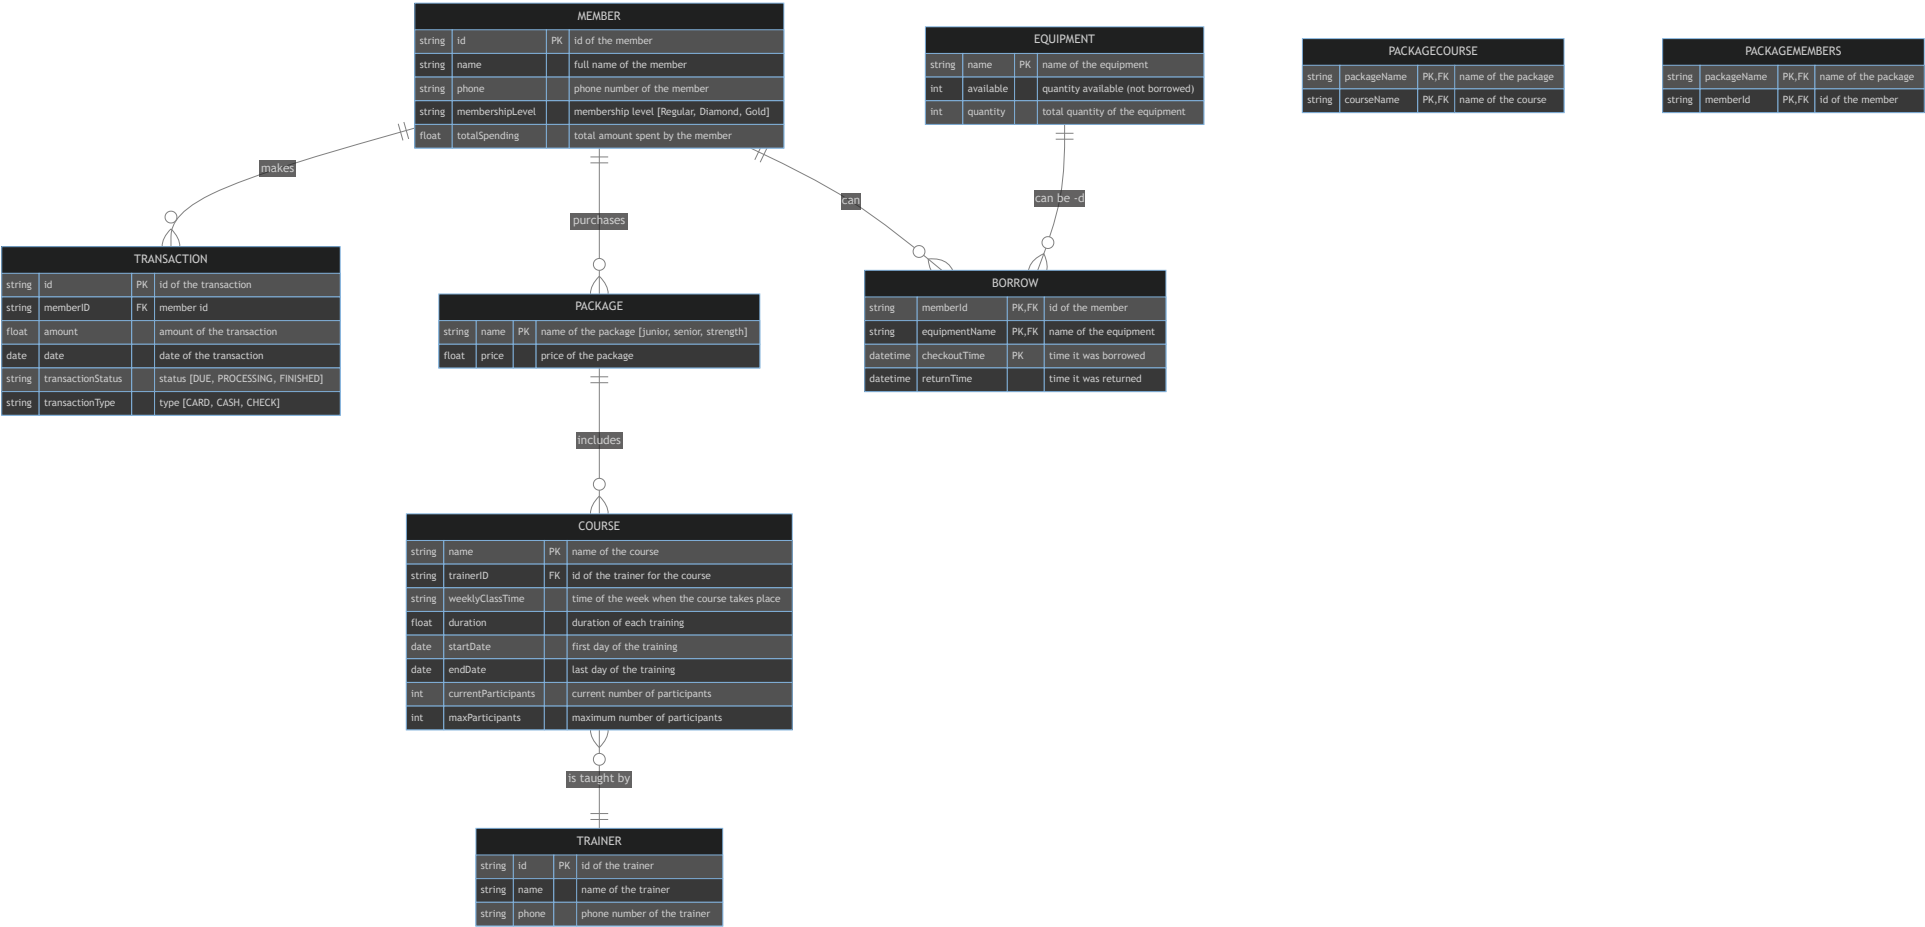 MEMBER
string id PK id of the member
string name full name of the member
string phone phone number of the member
string membershipLevel membership level [Regular, Diamond, Gold]
float totalSpending total amount spent by the member
EQUIPMENT
string name PK name of the equipment
int available quantity available (not borrowed)
int quantity total quantity of the equipment
PACKAGECOURSE
string packageName PK,FK name of the package
string courseName PK,FK name of the course
PACKAGEMEMBERS
string packageName PK,FK name of the package
string memberId PK,FK id of the member
makes
purchases
can
can be -d
TRANSACTION
string id PK id of the transaction
string memberID FK member id
float amount amount of the transaction
date date date of the transaction
string transactionStatus status [DUE, PROCESSING, FINISHED]
string transactionType type [CARD, CASH, CHECK]
PACKAGE
string name PK name of the package [junior, senior, strength]
float price price of the package
BORROW
string memberId PK,FK id of the member
string equipmentName PK,FK name of the equipment
datetime checkoutTime PK time it was borrowed
datetime returnTime time it was returned
includes
COURSE
string name PK name of the course
string trainerID FK id of the trainer for the course
string weeklyClassTime time of the week when the course takes place
float duration duration of each training
date startDate first day of the training
date endDate last day of the training
int currentParticipants current number of participants
int maxParticipants maximum number of participants
is taught by
TRAINER
string id PK id of the trainer
string name name of the trainer
string phone phone number of the trainer